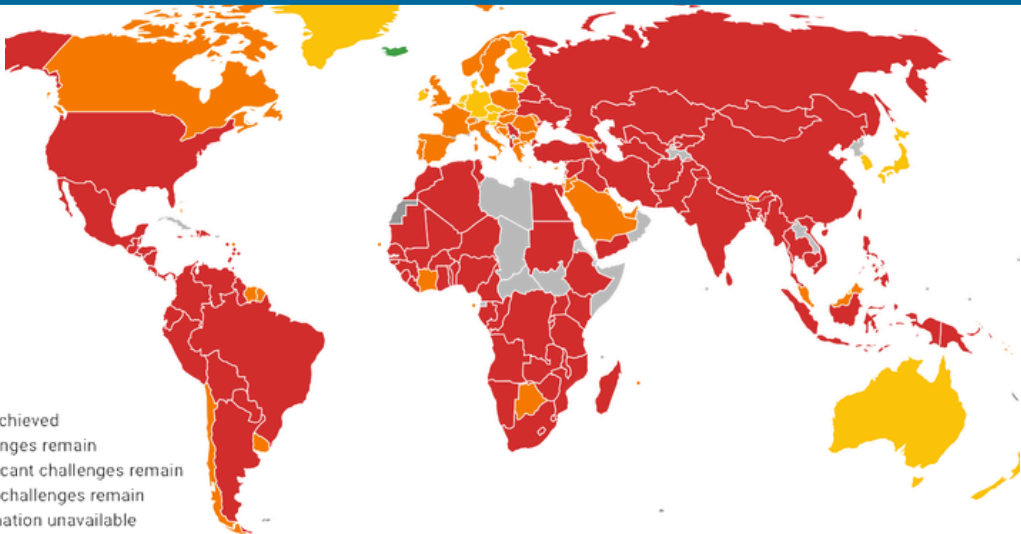 chieved
nges remain
cant challenges remain
challenges remain
nation unavailable